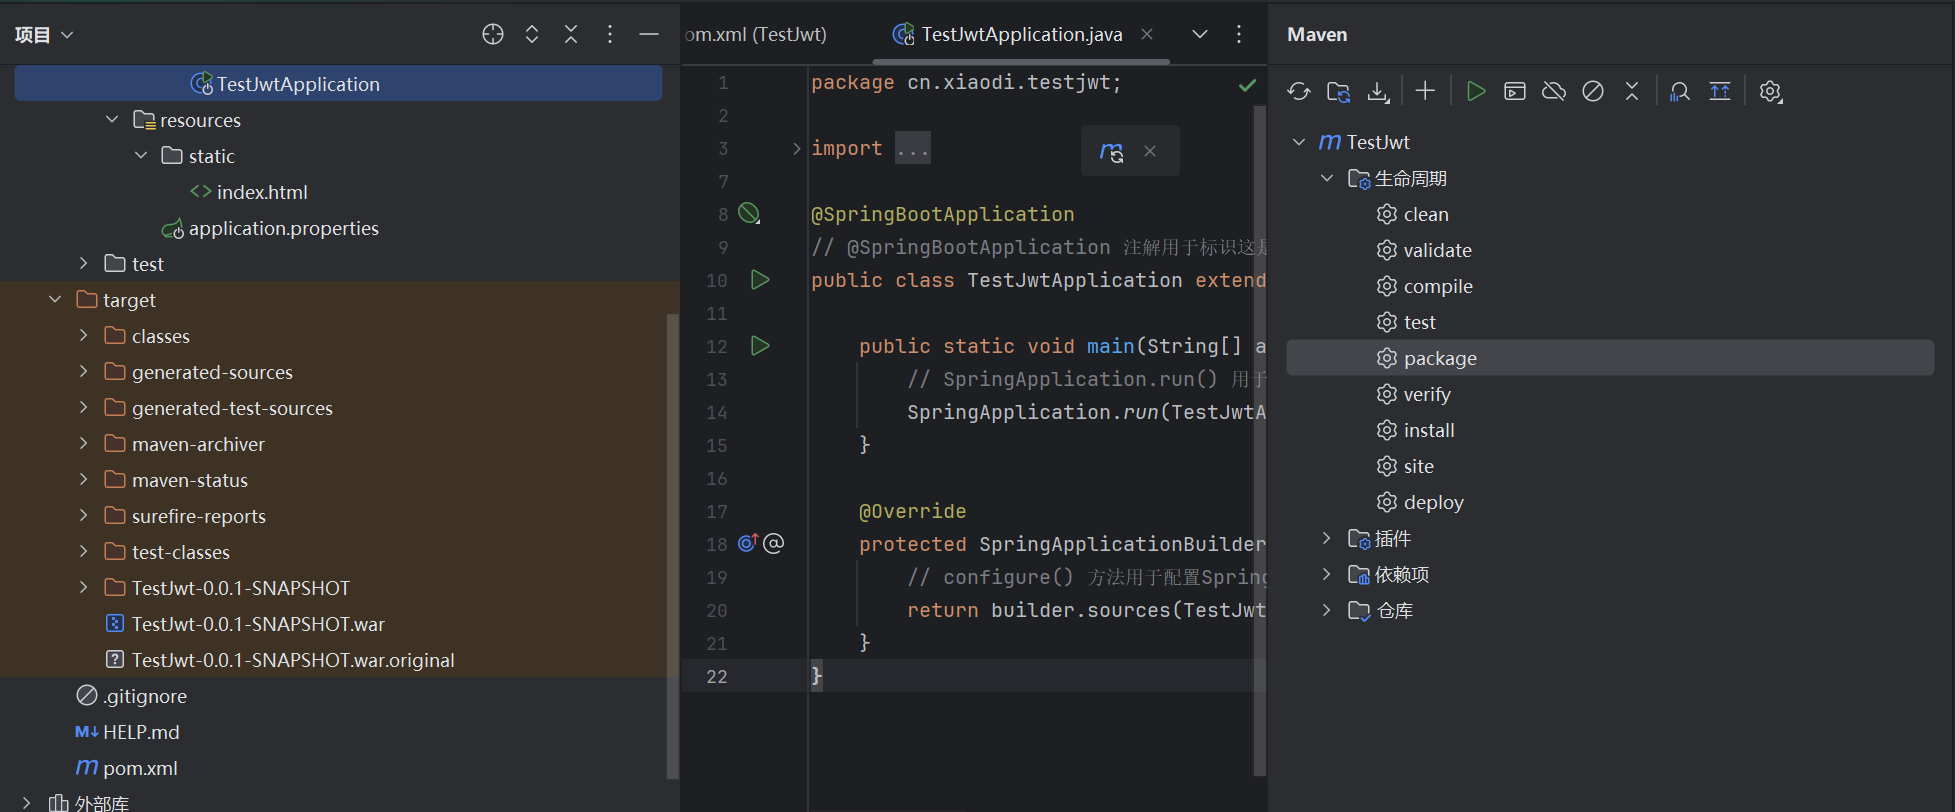 项目
TestJwtApplication
resources
static
index.html
application.properties
test
target
classes
generated-sources
generated-test-sources
maven-archiver
maven-status
surefire-reports
test-classes
TestJwt-0.0.1-SNAPSHOT
TestJwt-0.0.1-SNAPSHOT.war
TestJwt-0.0.1-SNAPSHOT.war.original
.gitignore
HELP.md
pom.xml
外部库
om.xml (TestJwt)
TestJwtApplication.java
1 package cn.xiaodi.testjwt;
2
3 import ...
7
8 @SpringBootApplication
9 // @SpringBootApplication 注解用于标识这是
10 public class TestJwtApplication extend
11
12 public static void main(String[] a
13 // SpringApplication.run() 用于
14 SpringApplication.run(TestJwtA
15 }
16
17 @Override
18 protected SpringApplicationBuilder
19 // configure() 方法用于配置Spring
20 return builder.sources(TestJwt
21 }
22 }
Maven
TestJwt
生命周期
clean
validate
compile
test
package
verify
install
site
deploy
插件
依赖项
仓库